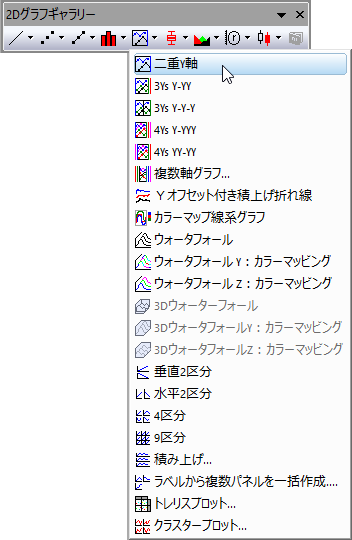 2Dグラフギャラリー
二重Y軸
3Ys Y-YY
3Ys Y-Y-Y
4Ys Y-YYY
4Ys YY-YY
複数軸グラフ...
Ｙオフセット付き積上げ折れ線
カラーマップ線系グラフ
ウォータフォール
ウォータフォール Y：カラーマッピング
ウォータフォール Z：カラーマッピング
3Dウォーターフォール
3DウォータフォールY：カラーマッピング
3DウォータフォールZ：カラーマッピング
垂直2区分
水平2区分
4区分
9区分
積み上げ...
ラベルから複数パネルを一括作成....
トレリスプロット...
クラスタープロット...